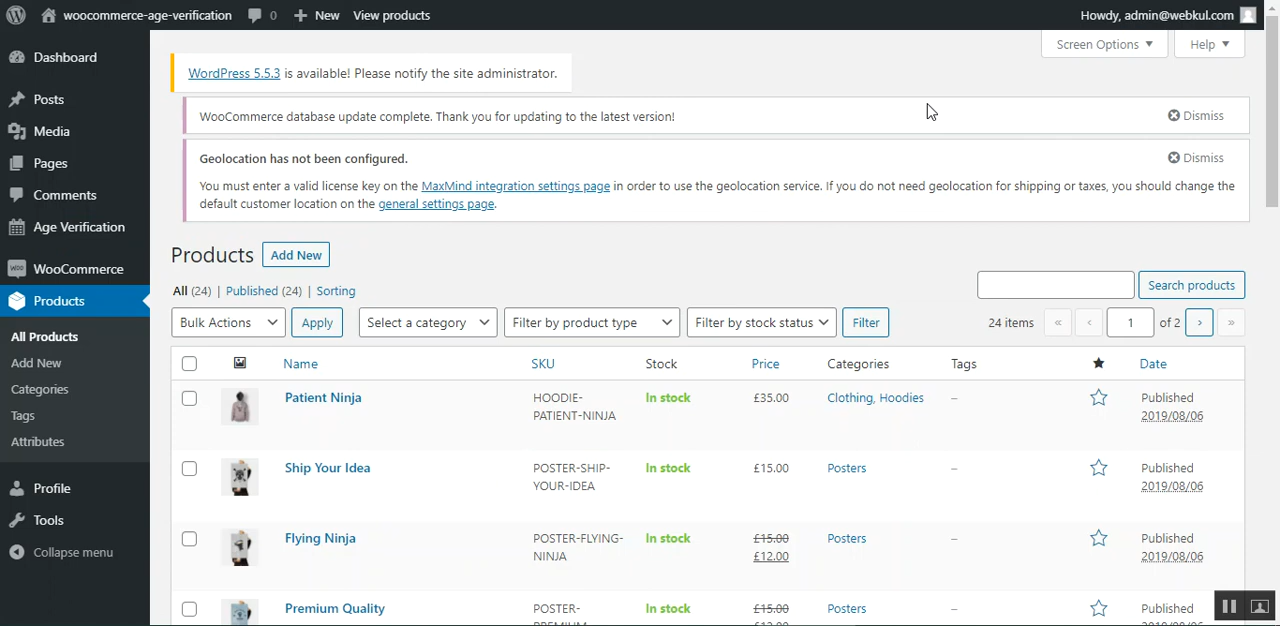 woocommerce-age-verification 0 New View products Howdy, admin@webkul.com
Screen Options Help
Dashboard
Posts
Media
Pages
Comments
Age Verification
WooCommerce
Products
All Products
Add New
Categories
Tags
Attributes
Profile
Tools
Collapse menu
WordPress 5.5.3 is available! Please notify the site administrator.
WooCommerce database update complete. Thank you for updating to the latest version! Dismiss
Geolocation has not been configured. Dismiss
You must enter a valid license key on the MaxMind integration settings page in order to use the geolocation service. If you do not need geolocation for shipping or taxes, you should change the
default customer location on the general settings page.
Products Add New
All (24) | Published (24) | Sorting
Search products
Bulk Actions Apply Select a category Filter by product type Filter by stock status Filter 24 items « ‹ 1 of 2 › »
Name SKU Stock Price Categories Tags Date
Patient Ninja HOODIE- In stock £35.00 Clothing, Hoodies – Published
PATIENT-NINJA 2019/08/06
Ship Your Idea POSTER-SHIP- In stock £15.00 Posters – Published
YOUR-IDEA 2019/08/06
Flying Ninja POSTER-FLYING- In stock £15.00 Posters – Published
NINJA £12.00 2019/08/06
Premium Quality POSTER- In stock £15.00 Posters – Published
PREMIUM- £12.00 2019/08/06